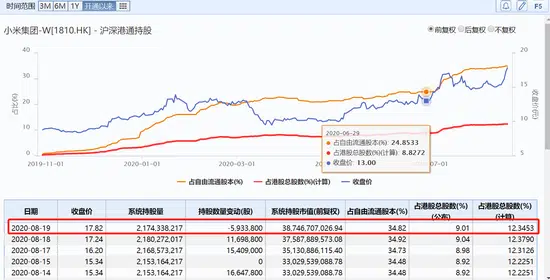 时间范围 3M 6M 1Y 开通以来 F5
小米集团-W[1810.HK] - 沪深港通持股
前复权 后复权 不复权
占比(%)
收盘价(元)
40
30
20
10
0
20
15
10
5
2020-06-29
占自由流通股本(%): 24.8533
占港股总股数(%)(计算): 8.8272
收盘价: 13.00
2019-11-01 2020-01-01 2020-03-01
占自由流通股本(%) 占港股总股数(%)(计算) 收盘价
日期 收盘价 系统持股量 持股数量变动(股) 系统持股市值(前复权) 占自由流通股本(%) 占港股总股数(%)(公布) 占港股总股数(%)(计算)
2020-08-19 17.82 2,174,338,217 -5,933,800 38,746,707,026.94 34.82 9.01 12.3453
2020-08-18 17.24 2,180,272,017 11,698,800 37,587,889,573.08 34.91 9.04 12.3790
2020-08-17 16.20 2,168,573,217 15,409,000 35,130,886,115.40 34.73 8.98 12.3126
2020-08-15 15.34 2,153,164,217 33,029,539,088.78 34.48 8.92 12.2251
2020-08-14 15.34 2,153,164,217 16,647,800 33,029,539,088.78 34.48 8.92 12.2251